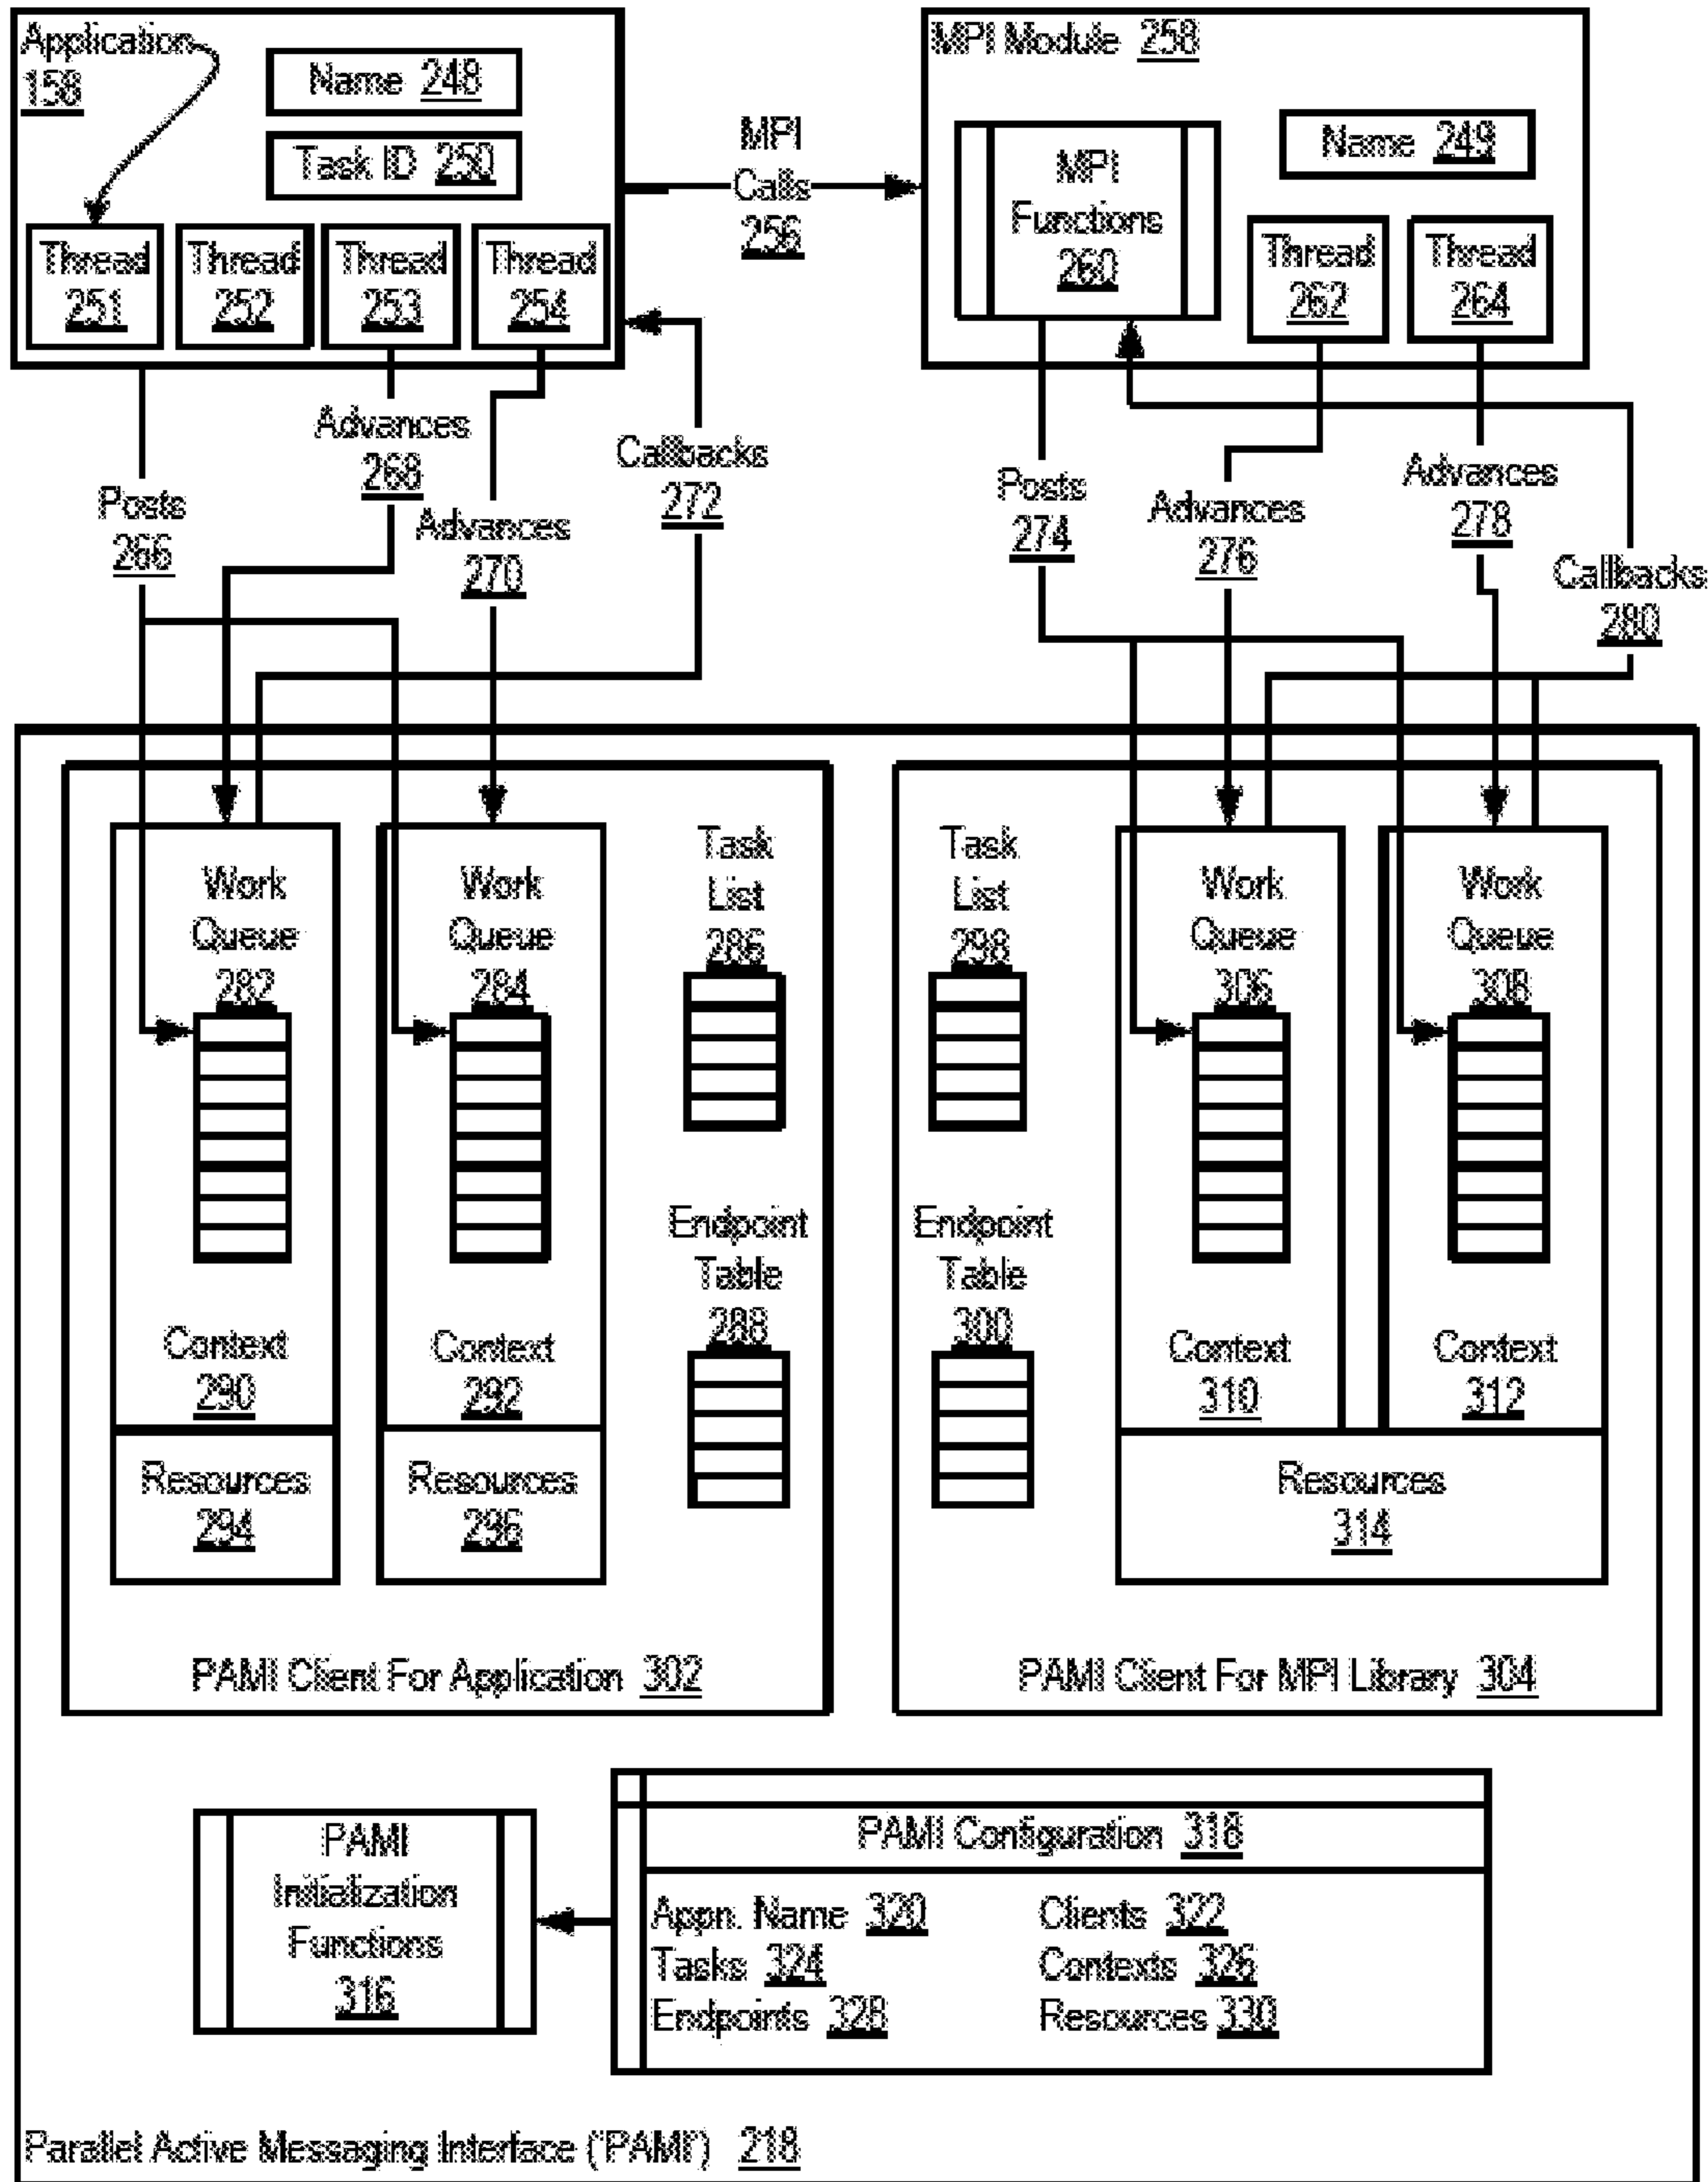 Application
158
Name 248
Task ID 250
Thread
251
Thread
252
Thread
253
Thread
254
MPI
Calls
256
MPI Module 258
MPI
Functions
260
Name 249
Thread
262
Thread
264
Posts
266
Advances
268
Advances
270
Callbacks
272
Posts
274
Advances
276
Advances
278
Callbacks
280
Work
Queue
282
Work
Queue
284
Task
List
286
Endpoint
Table
288
Context
290
Context
292
Resources
294
Resources
296
PAMI Client For Application 302
Task
List
298
Endpoint
Table
300
Work
Queue
306
Work
Queue
308
Context
310
Context
312
Resources
314
PAMI Client For MPI Library 304
PAMI
Initialization
Functions
316
PAMI Configuration 318
Appn. Name 320 Clients 322
Tasks 324 Contexts 326
Endpoints 328 Resources 330
Parallel Active Messaging Interface ("PAMI") 218